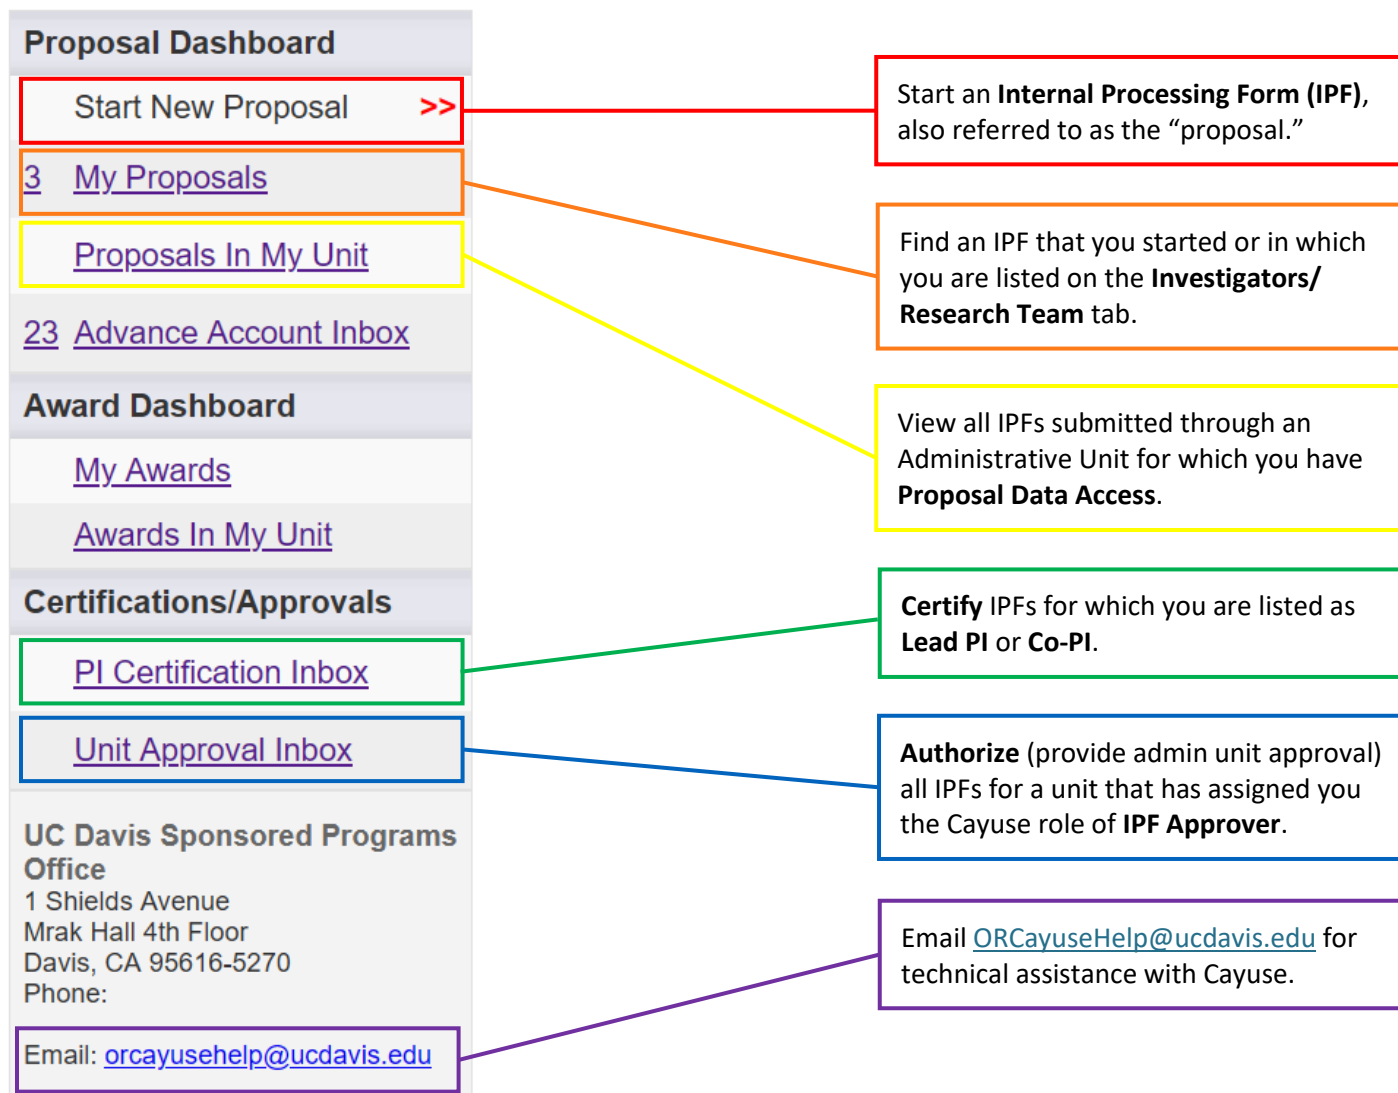 Proposal Dashboard
Start New Proposal >>
3 My Proposals
Proposals In My Unit
23 Advance Account Inbox
Award Dashboard
My Awards
Awards In My Unit
Certifications/Approvals
PI Certification Inbox
Unit Approval Inbox
UC Davis Sponsored Programs
Office
1 Shields Avenue
Mrak Hall 4th Floor
Davis, CA 95616-5270
Phone:
Email: orcayusehelp@ucdavis.edu
Start an Internal Processing Form (IPF),
also referred to as the “proposal.”
Find an IPF that you started or in which
you are listed on the Investigators/
Research Team tab.
View all IPFs submitted through an
Administrative Unit for which you have
Proposal Data Access.
Certify IPFs for which you are listed as
Lead PI or Co-PI.
Authorize (provide admin unit approval)
all IPFs for a unit that has assigned you
the Cayuse role of IPF Approver.
Email ORCayuseHelp@ucdavis.edu for
technical assistance with Cayuse.